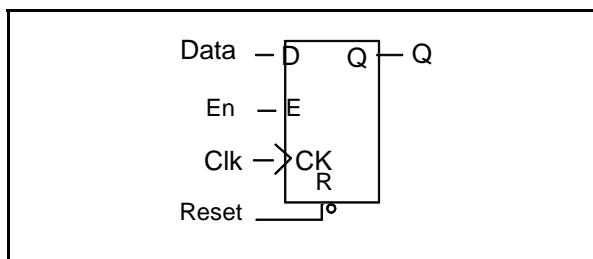 Data D Q Q
En E
Clk CK
R
Reset